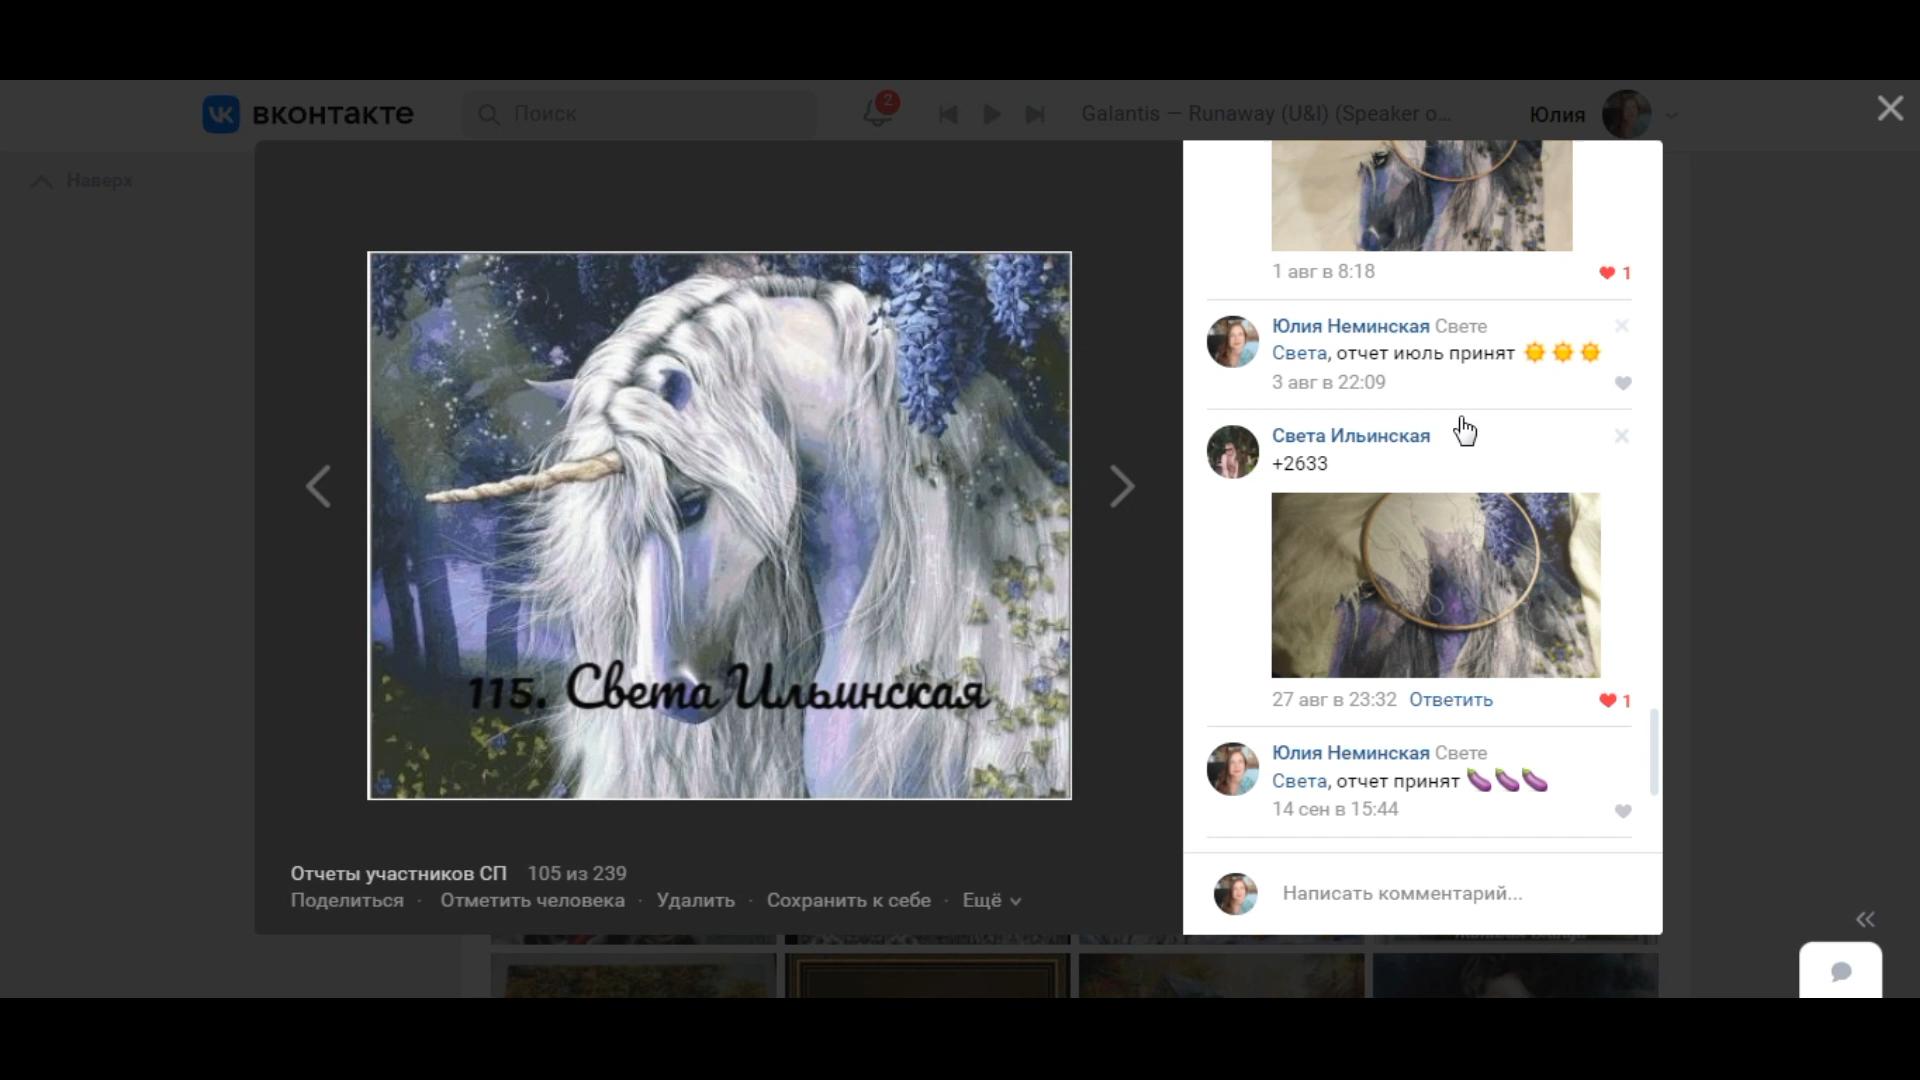 вконтакте
Поиск
2
Galantis — Runaway (U&I) (Speaker o...
Юлия
Наверх
1 авг в 8:18
1
Юлия Неминская Свете
Света, отчет июль принят
3 авг в 22:09
Света Ильинская
+2633
27 авг в 23:32 Ответить
1
Юлия Неминская Свете
Света, отчет принят
14 сен в 15:44
Написать комментарий...
115. Света Ильинская
Отчеты участников СП 105 из 239
Поделиться · Отметить человека · Удалить · Сохранить к себе · Ещё